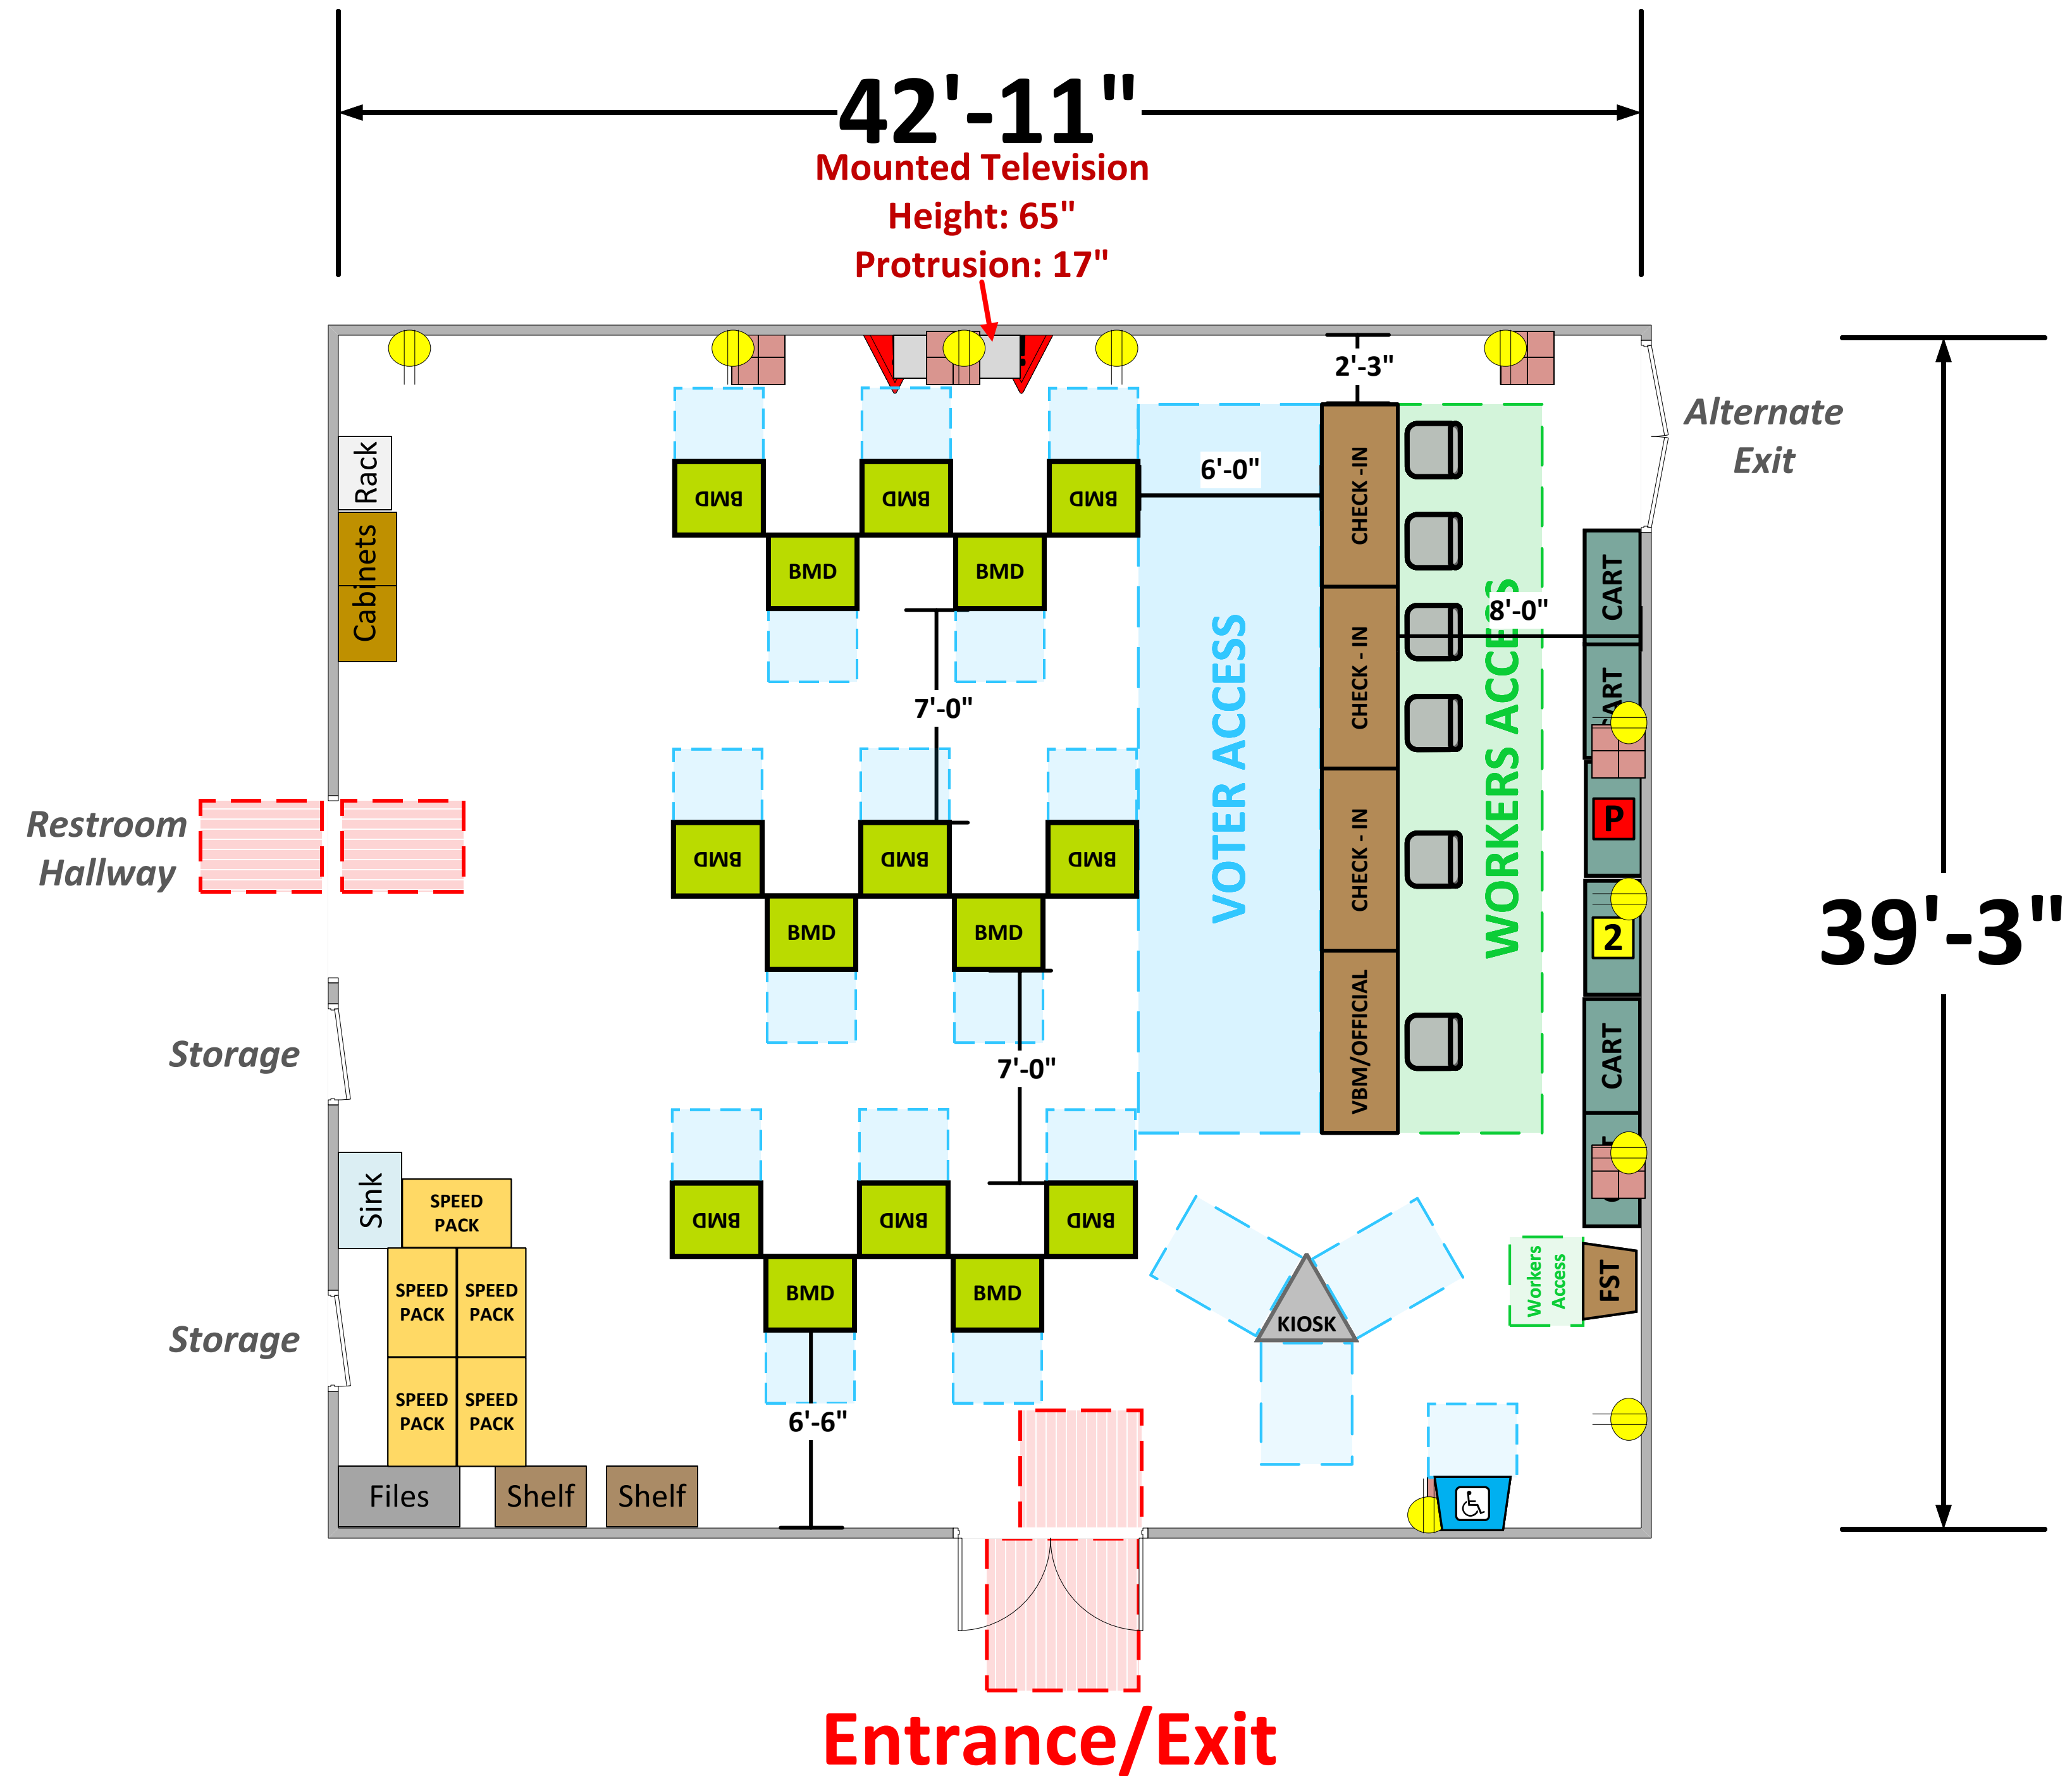 42'-11"
Mounted Television
Height: 65"
Protrusion: 17"
2'-3"
Alternate
Exit
Rack
Cabinets
BMD
BMD
BMD
BMD
BMD
6'-0"
CHECK -IN
CHECK - IN
CHECK - IN
VBM/OFFICIAL
VOTER ACCESS
WORKERS ACCESS
8'-0"
CART
CART
P
2
CART
7'-0"
Restroom
Hallway
BMD
BMD
BMD
BMD
BMD
39'-3"
7'-0"
Storage
Sink
SPEED
PACK
SPEED
PACK
SPEED
PACK
SPEED
PACK
SPEED
PACK
Storage
BMD
BMD
BMD
BMD
BMD
KIOSK
Workers
Access
FST
6'-6"
Files
Shelf
Shelf
Entrance/Exit